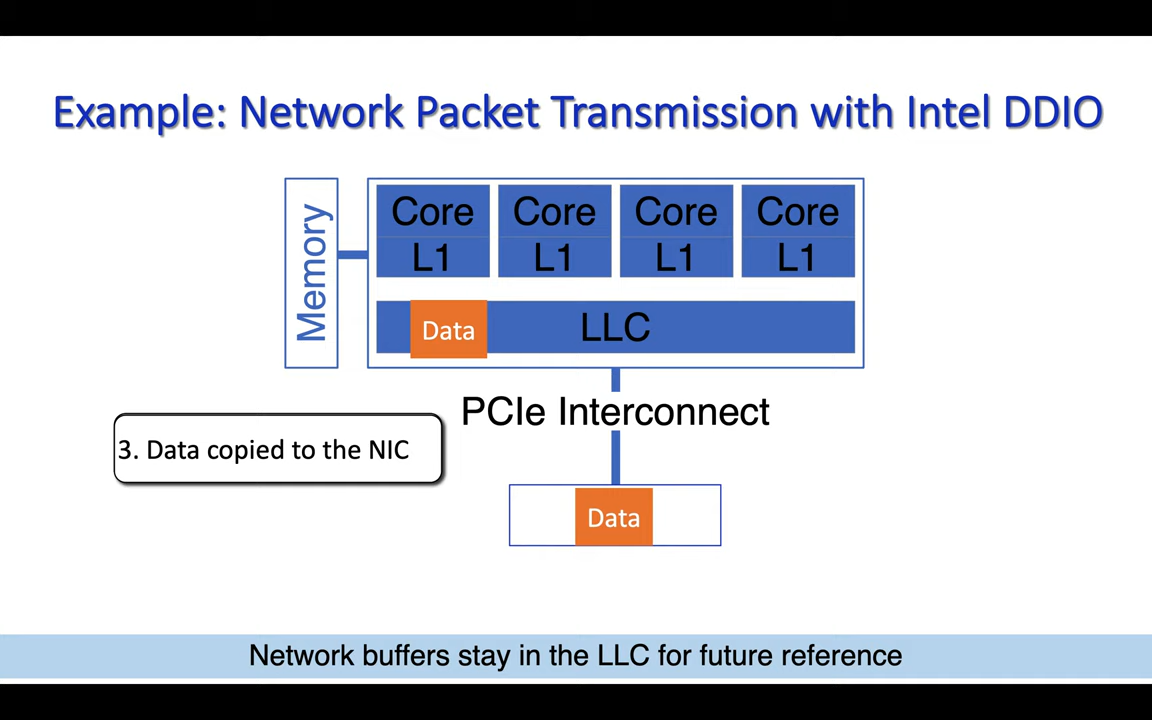 Example: Network Packet Transmission with Intel DDIO
Memory
Core Core Core Core
L1 L1 L1 L1
Data LLC
PCIe Interconnect
3. Data copied to the NIC
Data
Network buffers stay in the LLC for future reference